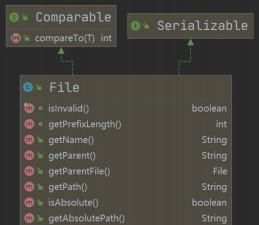 Comparable
compareTo(T) int
Serializable
File
isInvalid() boolean
getPrefixLength() int
getName() String
getParent() String
getParentFile() File
getPath() String
isAbsolute() boolean
getAbsolutePath() String